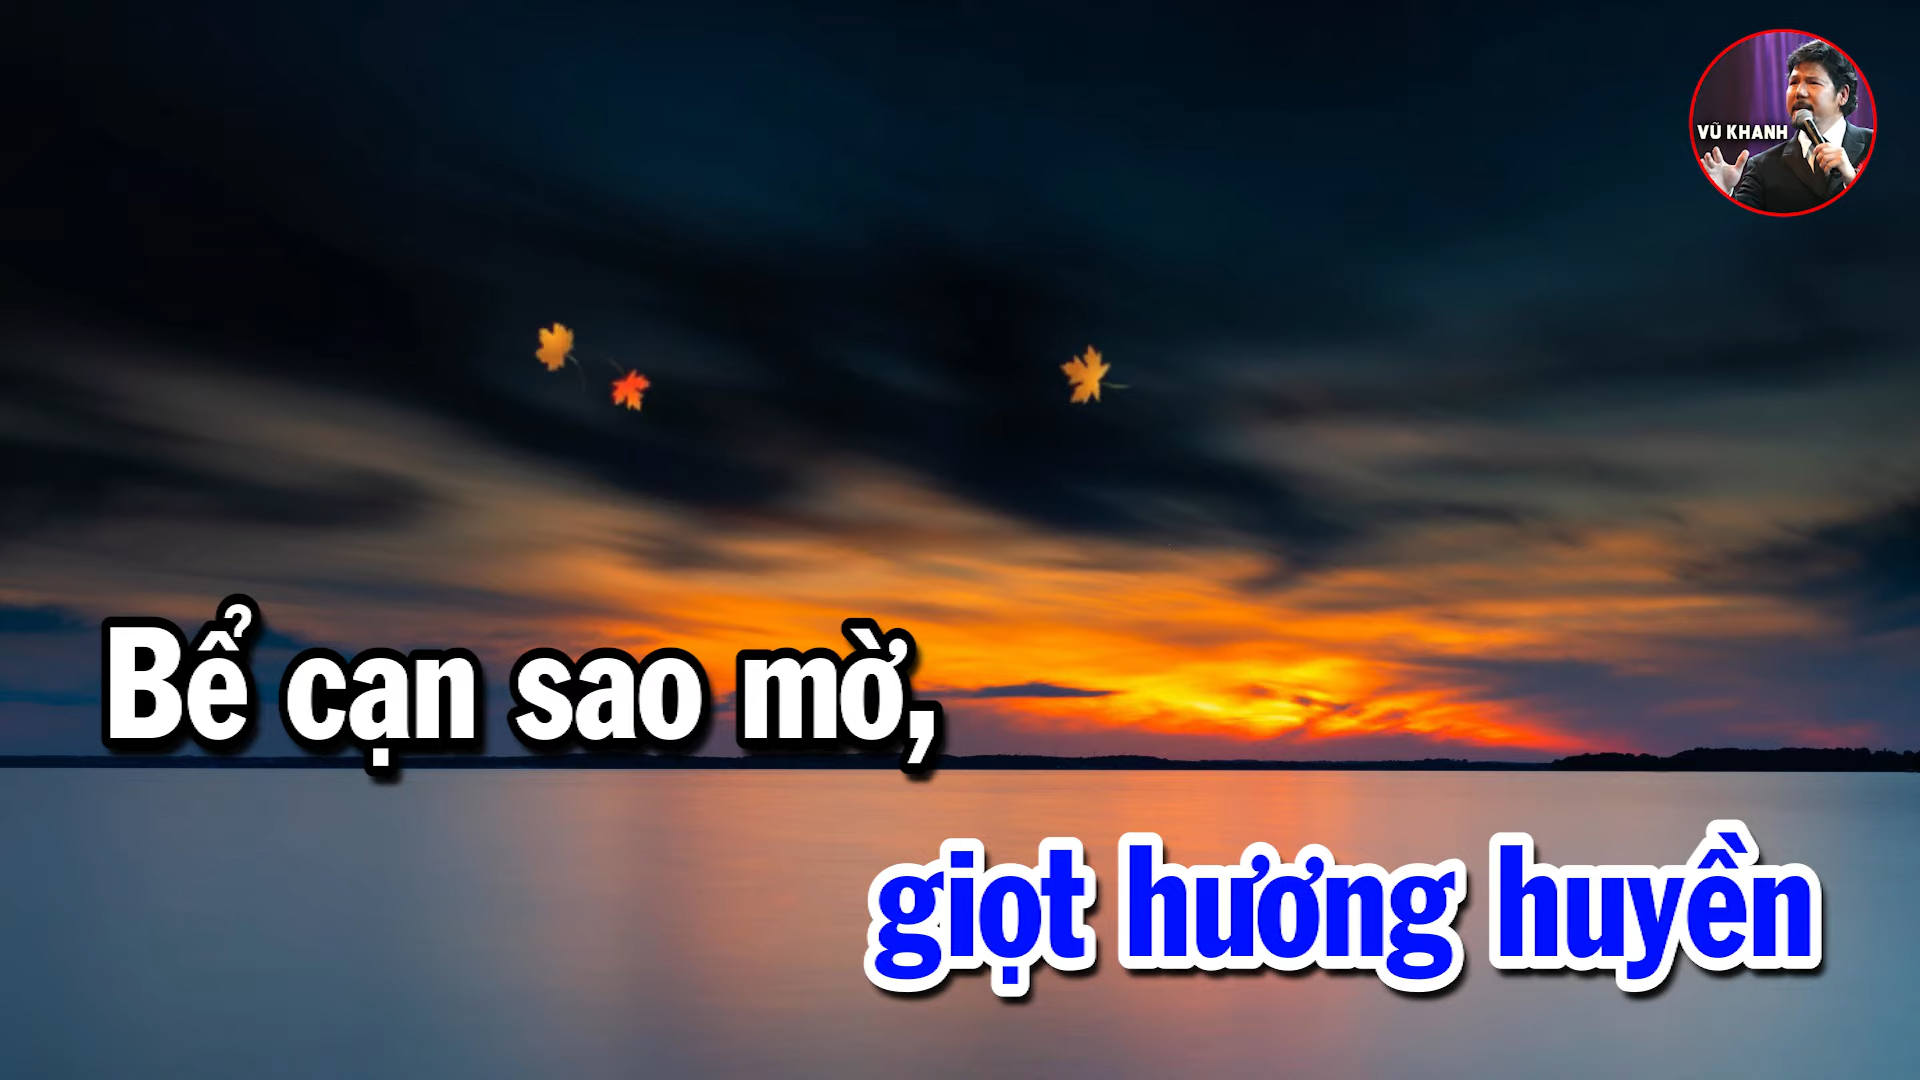 VŨ KHANH
Bể cạn sao mờ,
giọt hương huyền